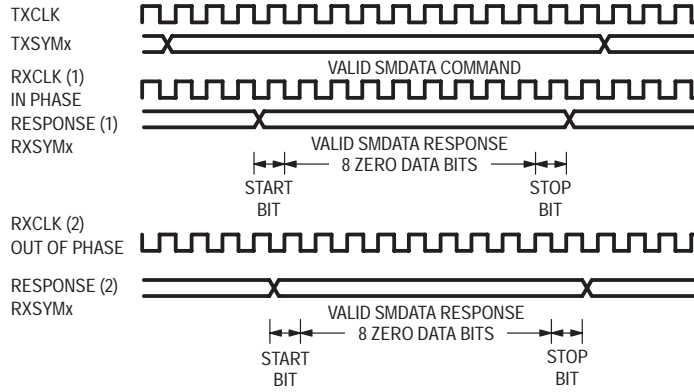 TXCLK
TXSYMx
VALID SMDATA COMMAND
RXCLK (1)
IN PHASE
RESPONSE (1)
RXSYMx
VALID SMDATA RESPONSE
8 ZERO DATA BITS
START
BIT
STOP
BIT
RXCLK (2)
OUT OF PHASE
RESPONSE (2)
RXSYMx
VALID SMDATA RESPONSE
8 ZERO DATA BITS
START
BIT
STOP
BIT